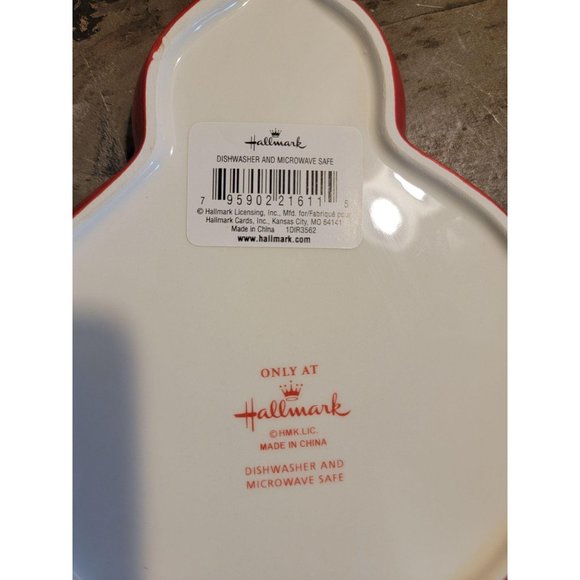 Hallmark
DISHWASHER AND MICROWAVE SAFE
7 95902 21611 8
© Hallmark Licensing, Inc., Mfd. for/Fabriqué pour
Hallmark Cards, Inc., Kansas City, MO 64141
Made in China 1DIR3562
www.hallmark.com
ONLY AT
Hallmark
©HMK.LIC.
MADE IN CHINA
DISHWASHER AND
MICROWAVE SAFE